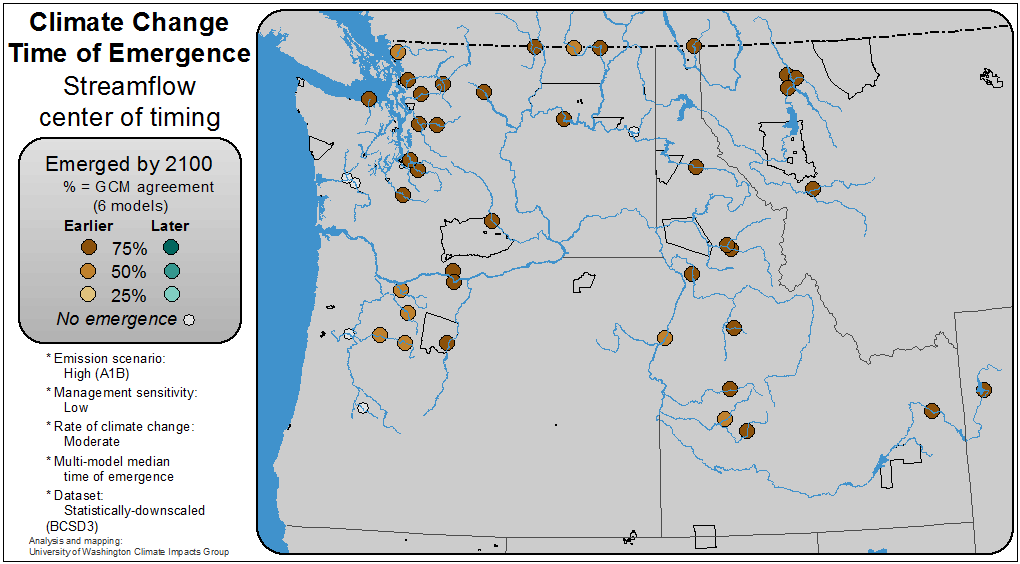 Climate Change
Time of Emergence
Streamflow
center of timing
Emerged by 2100
% = GCM agreement
(6 models)
Earlier Later
75%
50%
25%
No emergence
* Emission scenario:
High (A1B)
* Management sensitivity:
Low
* Rate of climate change:
Moderate
* Multi-model median
time of emergence
* Dataset:
Statistically-downscaled
(BCSD3)
Analysis and mapping:
University of Washington Climate Impacts Group